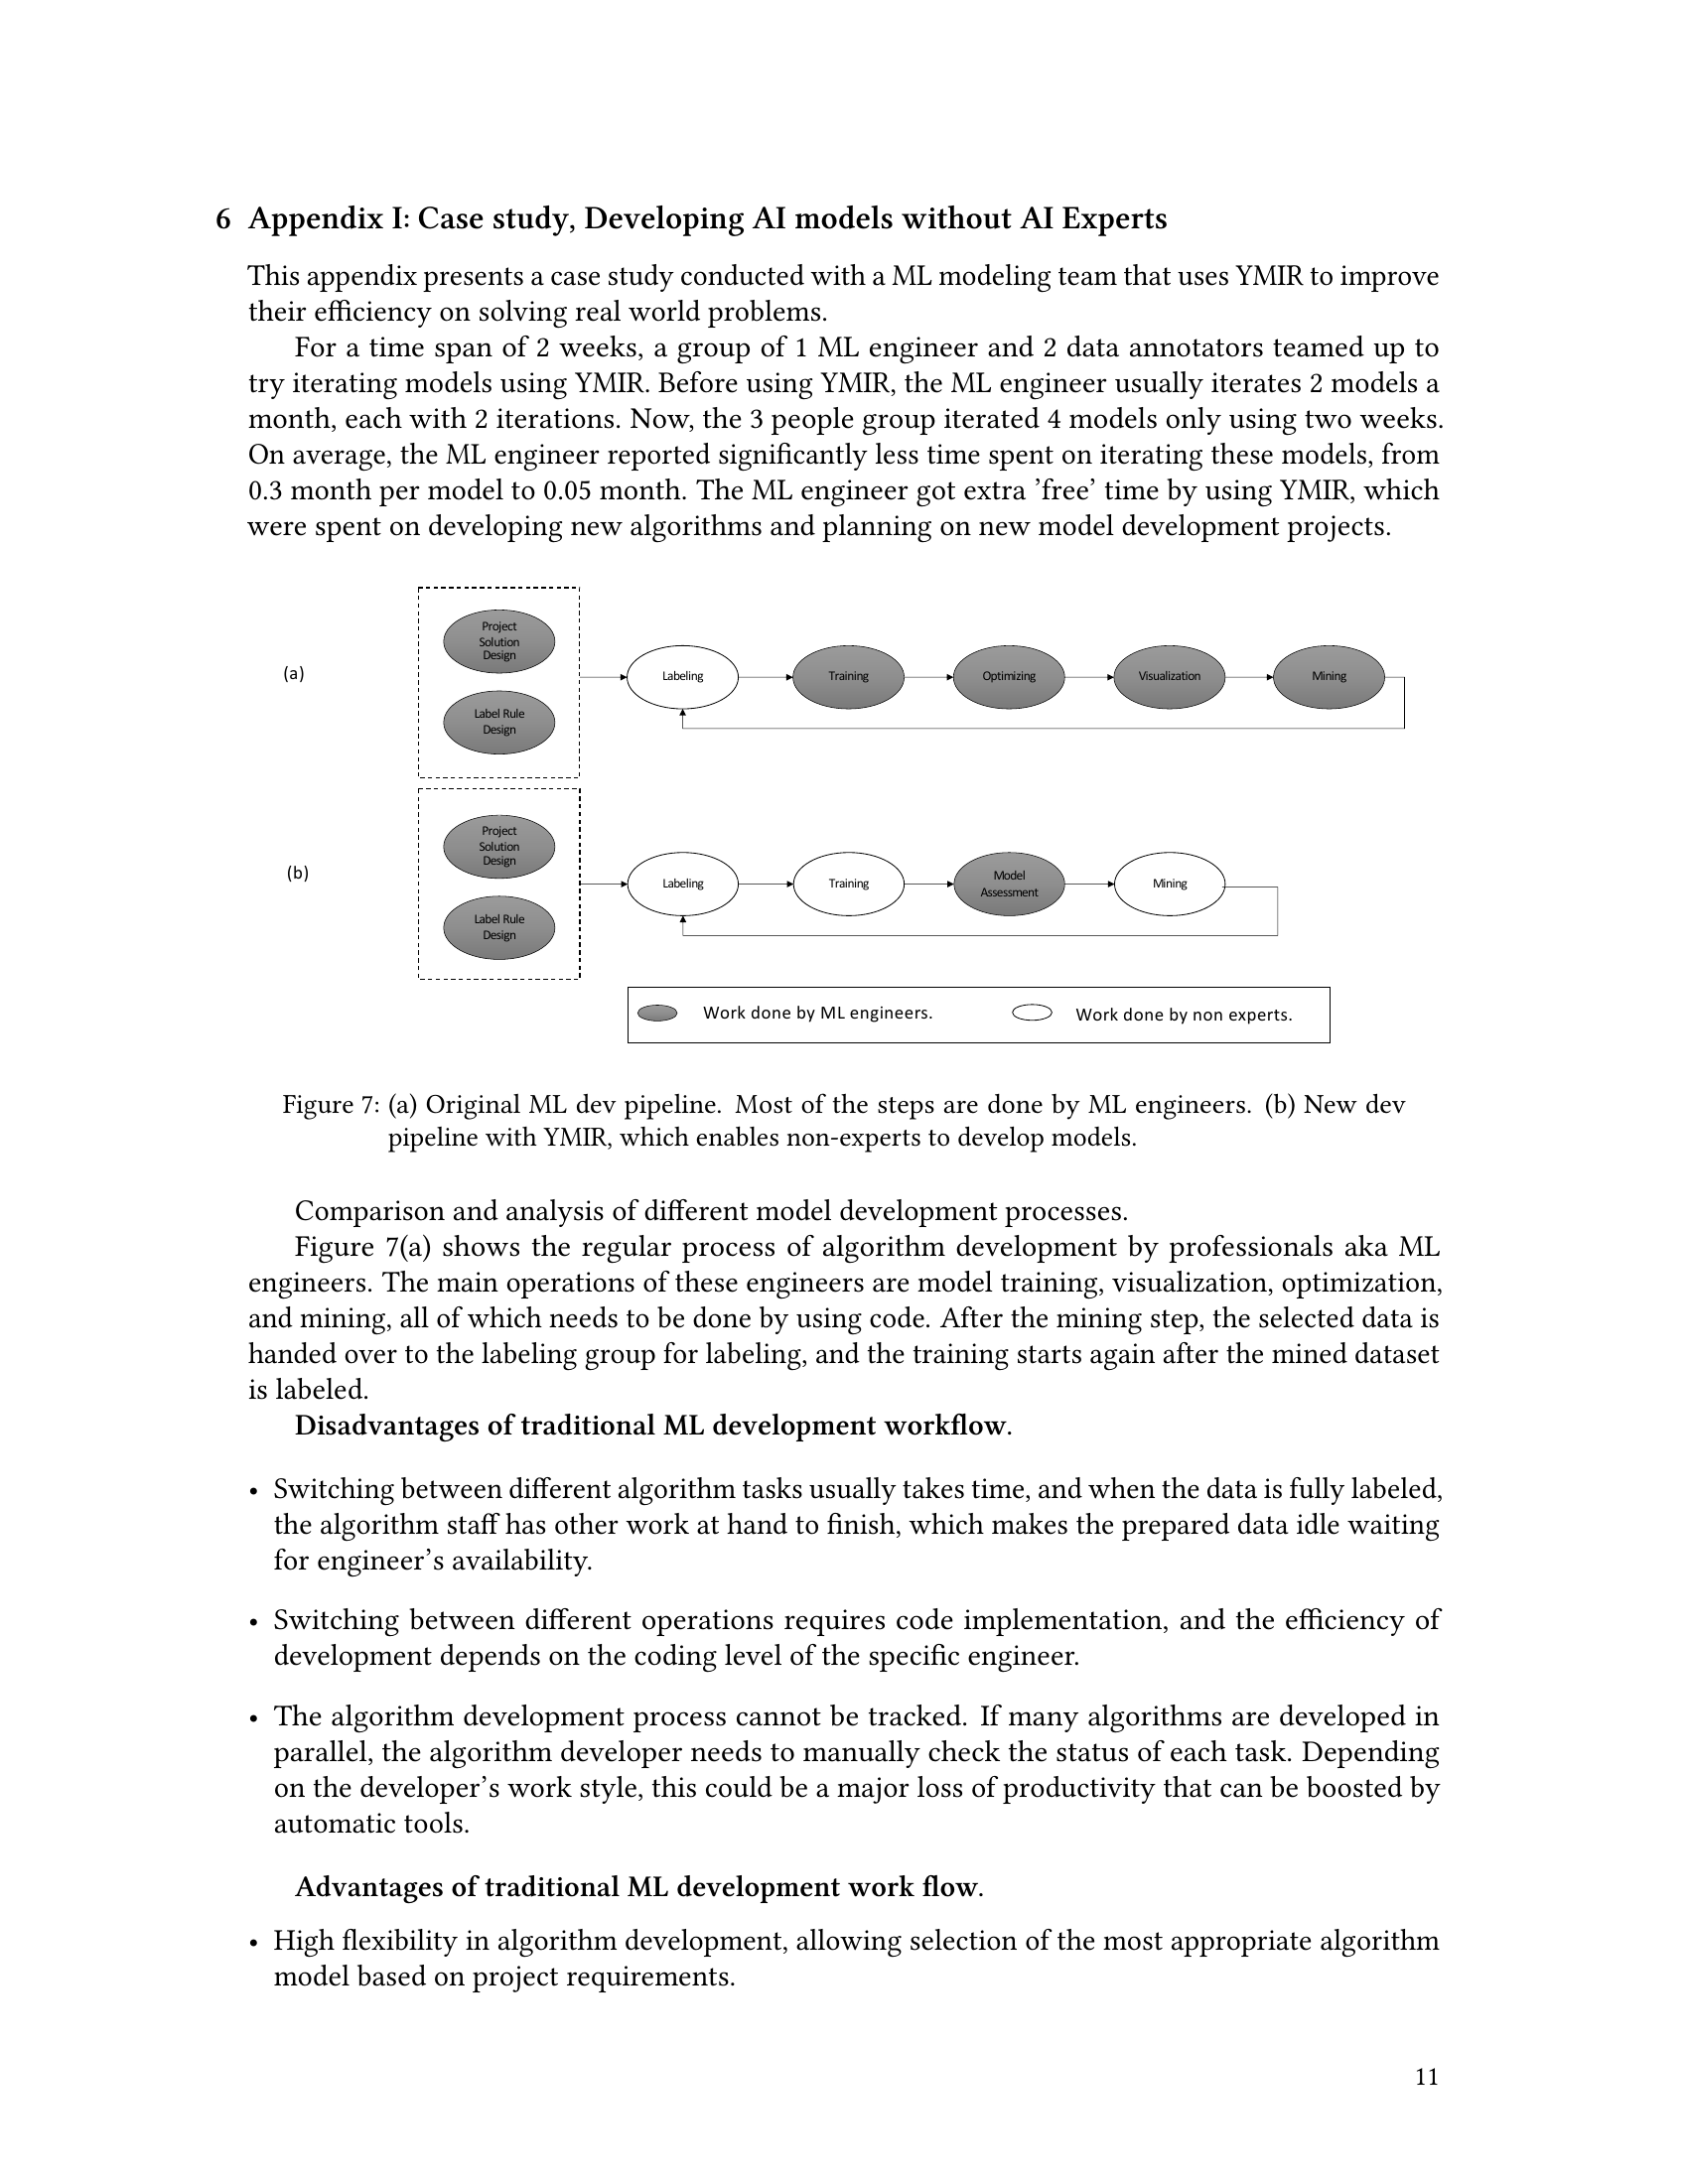 6 Appendix I: Case study, Developing AI models without AI Experts
This appendix presents a case study conducted with a ML modeling team that uses YMIR to improve
their efficiency on solving real world problems.
For a time span of 2 weeks, a group of 1 ML engineer and 2 data annotators teamed up to
try iterating models using YMIR. Before using YMIR, the ML engineer usually iterates 2 models a
month, each with 2 iterations. Now, the 3 people group iterated 4 models only using two weeks.
On average, the ML engineer reported significantly less time spent on iterating these models, from
0.3 month per model to 0.05 month. The ML engineer got extra ’free’ time by using YMIR, which
were spent on developing new algorithms and planning on new model development projects.
(a)
Project
Solution
Design
Label Rule
Design
Labeling
Training
Optimizing
Visualization
Mining
(b)
Project
Solution
Design
Label Rule
Design
Labeling
Training
Model
Assessment
Mining
Work done by ML engineers.
Work done by non experts.
Figure 7: (a) Original ML dev pipeline. Most of the steps are done by ML engineers. (b) New dev
pipeline with YMIR, which enables non-experts to develop models.
Comparison and analysis of different model development processes.
Figure 7(a) shows the regular process of algorithm development by professionals aka ML
engineers. The main operations of these engineers are model training, visualization, optimization,
and mining, all of which needs to be done by using code. After the mining step, the selected data is
handed over to the labeling group for labeling, and the training starts again after the mined dataset
is labeled.
Disadvantages of traditional ML development workflow.
• Switching between different algorithm tasks usually takes time, and when the data is fully labeled,
the algorithm staff has other work at hand to finish, which makes the prepared data idle waiting
for engineer’s availability.
• Switching between different operations requires code implementation, and the efficiency of
development depends on the coding level of the specific engineer.
• The algorithm development process cannot be tracked. If many algorithms are developed in
parallel, the algorithm developer needs to manually check the status of each task. Depending
on the developer’s work style, this could be a major loss of productivity that can be boosted by
automatic tools.
Advantages of traditional ML development work flow.
• High flexibility in algorithm development, allowing selection of the most appropriate algorithm
model based on project requirements.
11